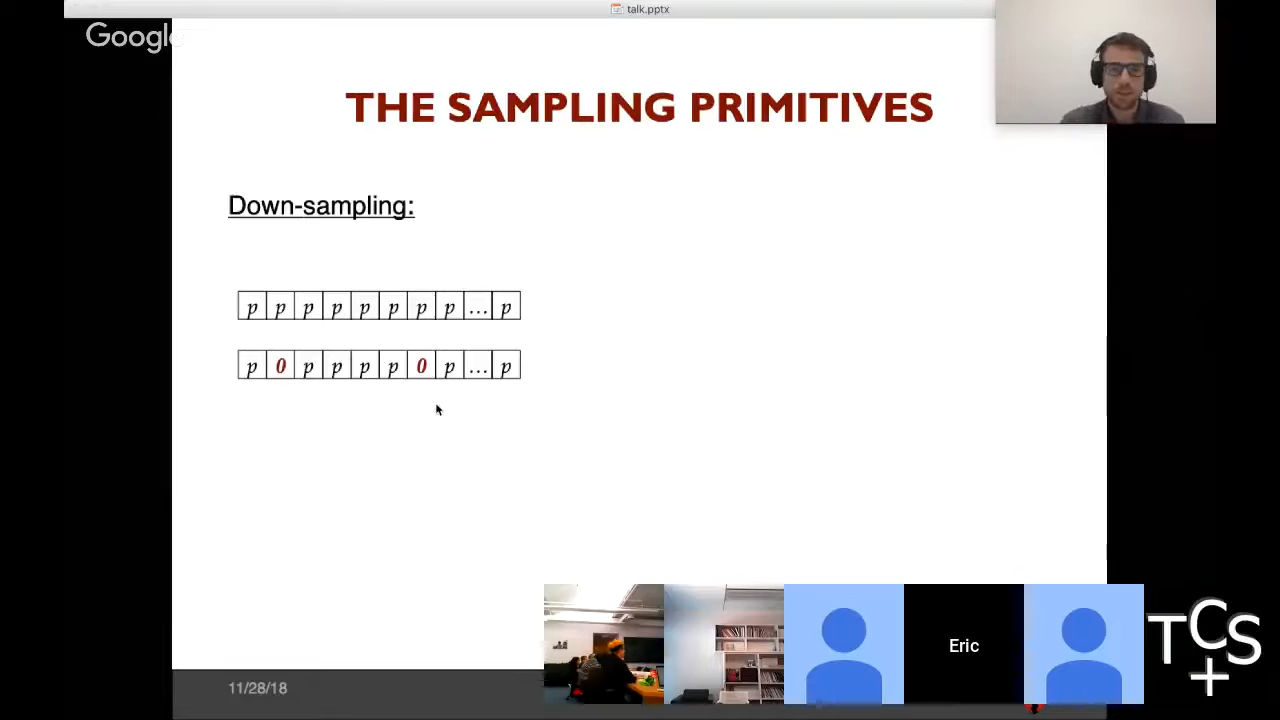 talk.pptx
Google
THE SAMPLING PRIMITIVES
Down-sampling:
p p p p p p p p ... p
p 0 p p p p 0 p ... p
Eric
TCS
+
11/28/18